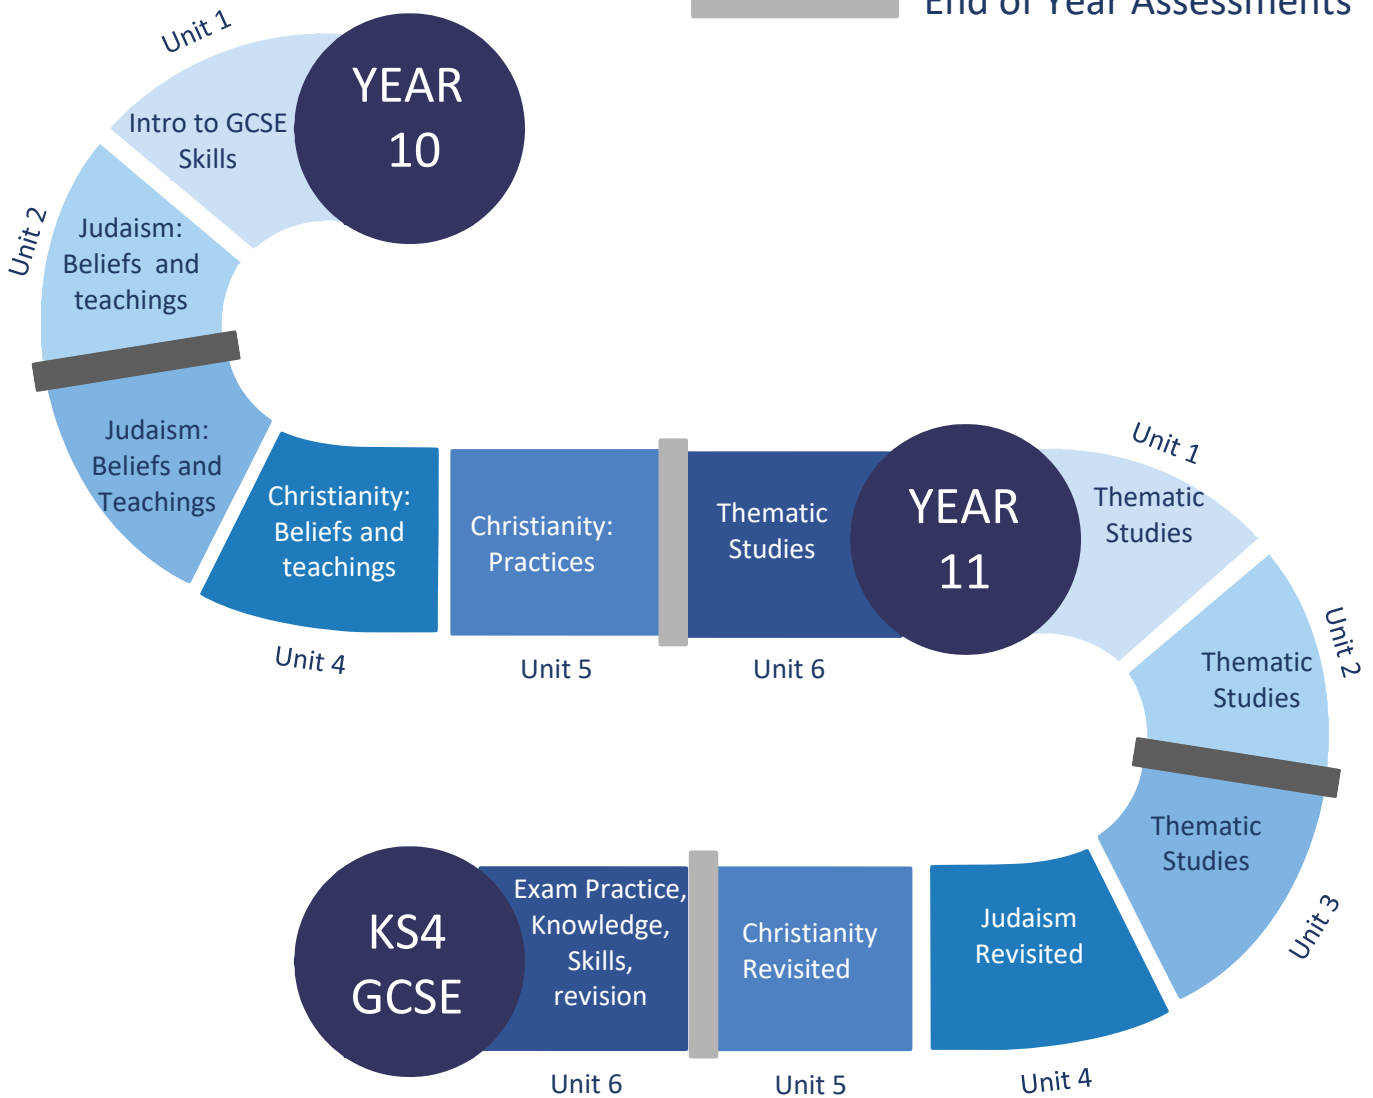 End of Year Assessments
Unit 1
YEAR
10
Intro to GCSE
Skills
Unit 2
Judaism:
Beliefs and
teachings
Judaism:
Beliefs and
Teachings
Christianity:
Beliefs and
teachings
Unit 4
Christianity:
Practices
Unit 5
Thematic
Studies
Unit 6
YEAR
11
Unit 1
Thematic
Studies
Unit 2
Thematic
Studies
Thematic
Studies
Unit 3
Judaism
Revisited
Unit 4
Christianity
Revisited
Unit 5
Exam Practice,
Knowledge,
Skills,
revision
Unit 6
KS4
GCSE